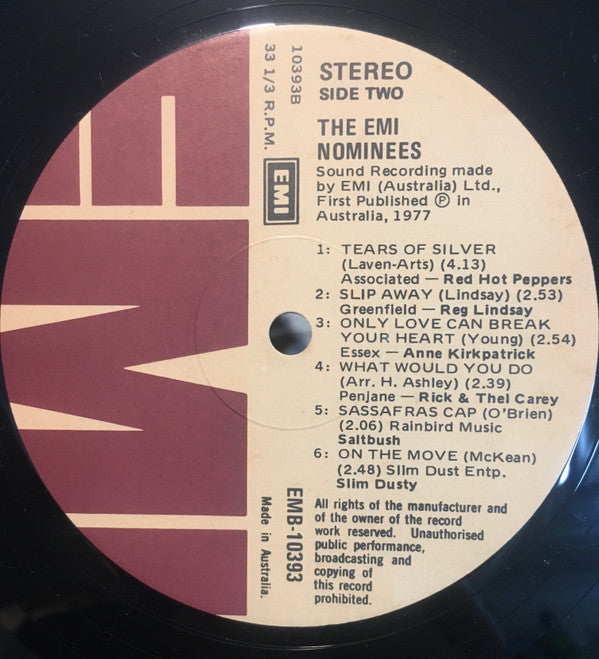 EMI
10393B
33 1/3 R.P.M.
EMI
STEREO
SIDE TWO
THE EMI
NOMINEES
Sound Recording made
by EMI (Australia) Ltd.,
First Published Ⓟ in
Australia, 1977
1: TEARS OF SILVER
(Laven-Arts) (4.13)
Associated — Red Hot Peppers
2: SLIP AWAY (Lindsay) (2.53)
Greenfield — Reg Lindsay
3: ONLY LOVE CAN BREAK
YOUR HEART (Young) (2.54)
Essex — Anne Kirkpatrick
4: WHAT WOULD YOU DO
(Arr. H. Ashley) (2.39)
Penjane — Rick & Thel Carey
5: SASSAFRAS CAP (O'Brien)
(2.06) Rainbird Music
Saltbush
6: ON THE MOVE (McKean)
(2.48) Slim Dust Entp.
Slim Dusty
EMB-10393
Made in Australia.
All rights of the manufacturer and
of the owner of the record
work reserved. Unauthorised
public performance,
broadcasting and
copying of
this record
prohibited.